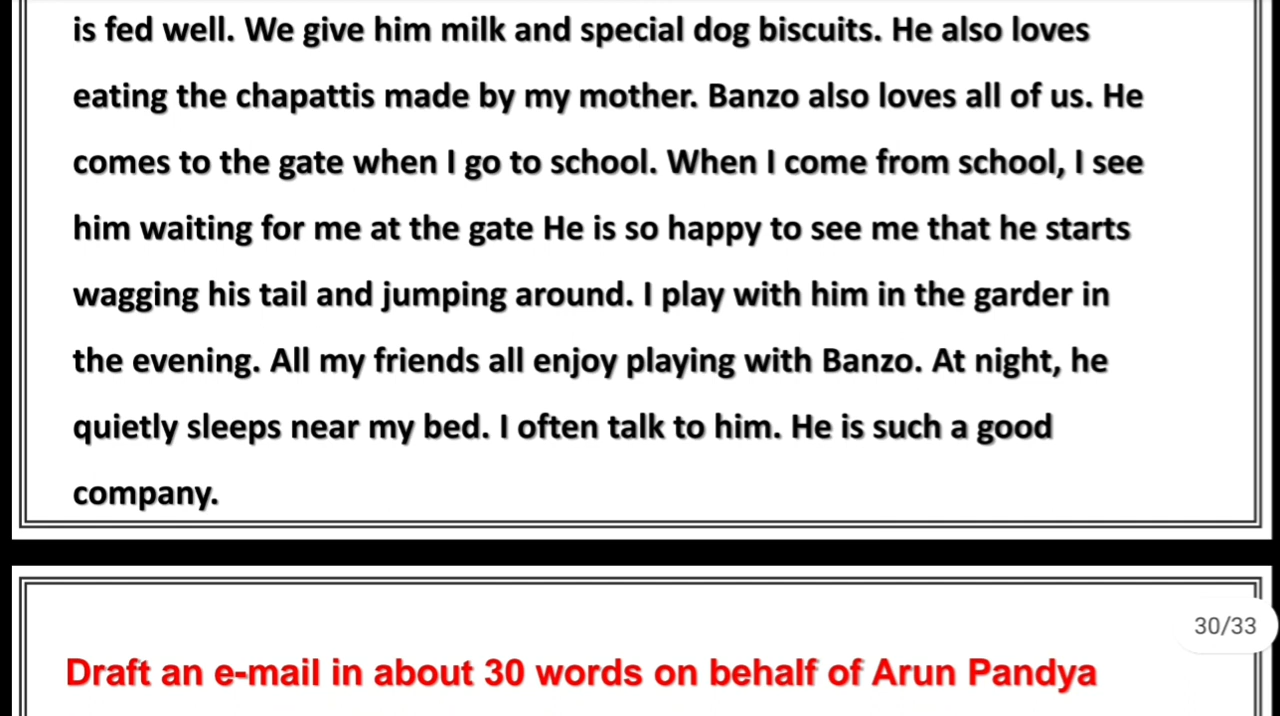 is fed well. We give him milk and special dog biscuits. He also loves
eating the chapattis made by my mother. Banzo also loves all of us. He
comes to the gate when I go to school. When I come from school, I see
him waiting for me at the gate He is so happy to see me that he starts
wagging his tail and jumping around. I play with him in the garder in
the evening. All my friends all enjoy playing with Banzo. At night, he
quietly sleeps near my bed. I often talk to him. He is such a good
company.
30/33
Draft an e-mail in about 30 words on behalf of Arun Pandya